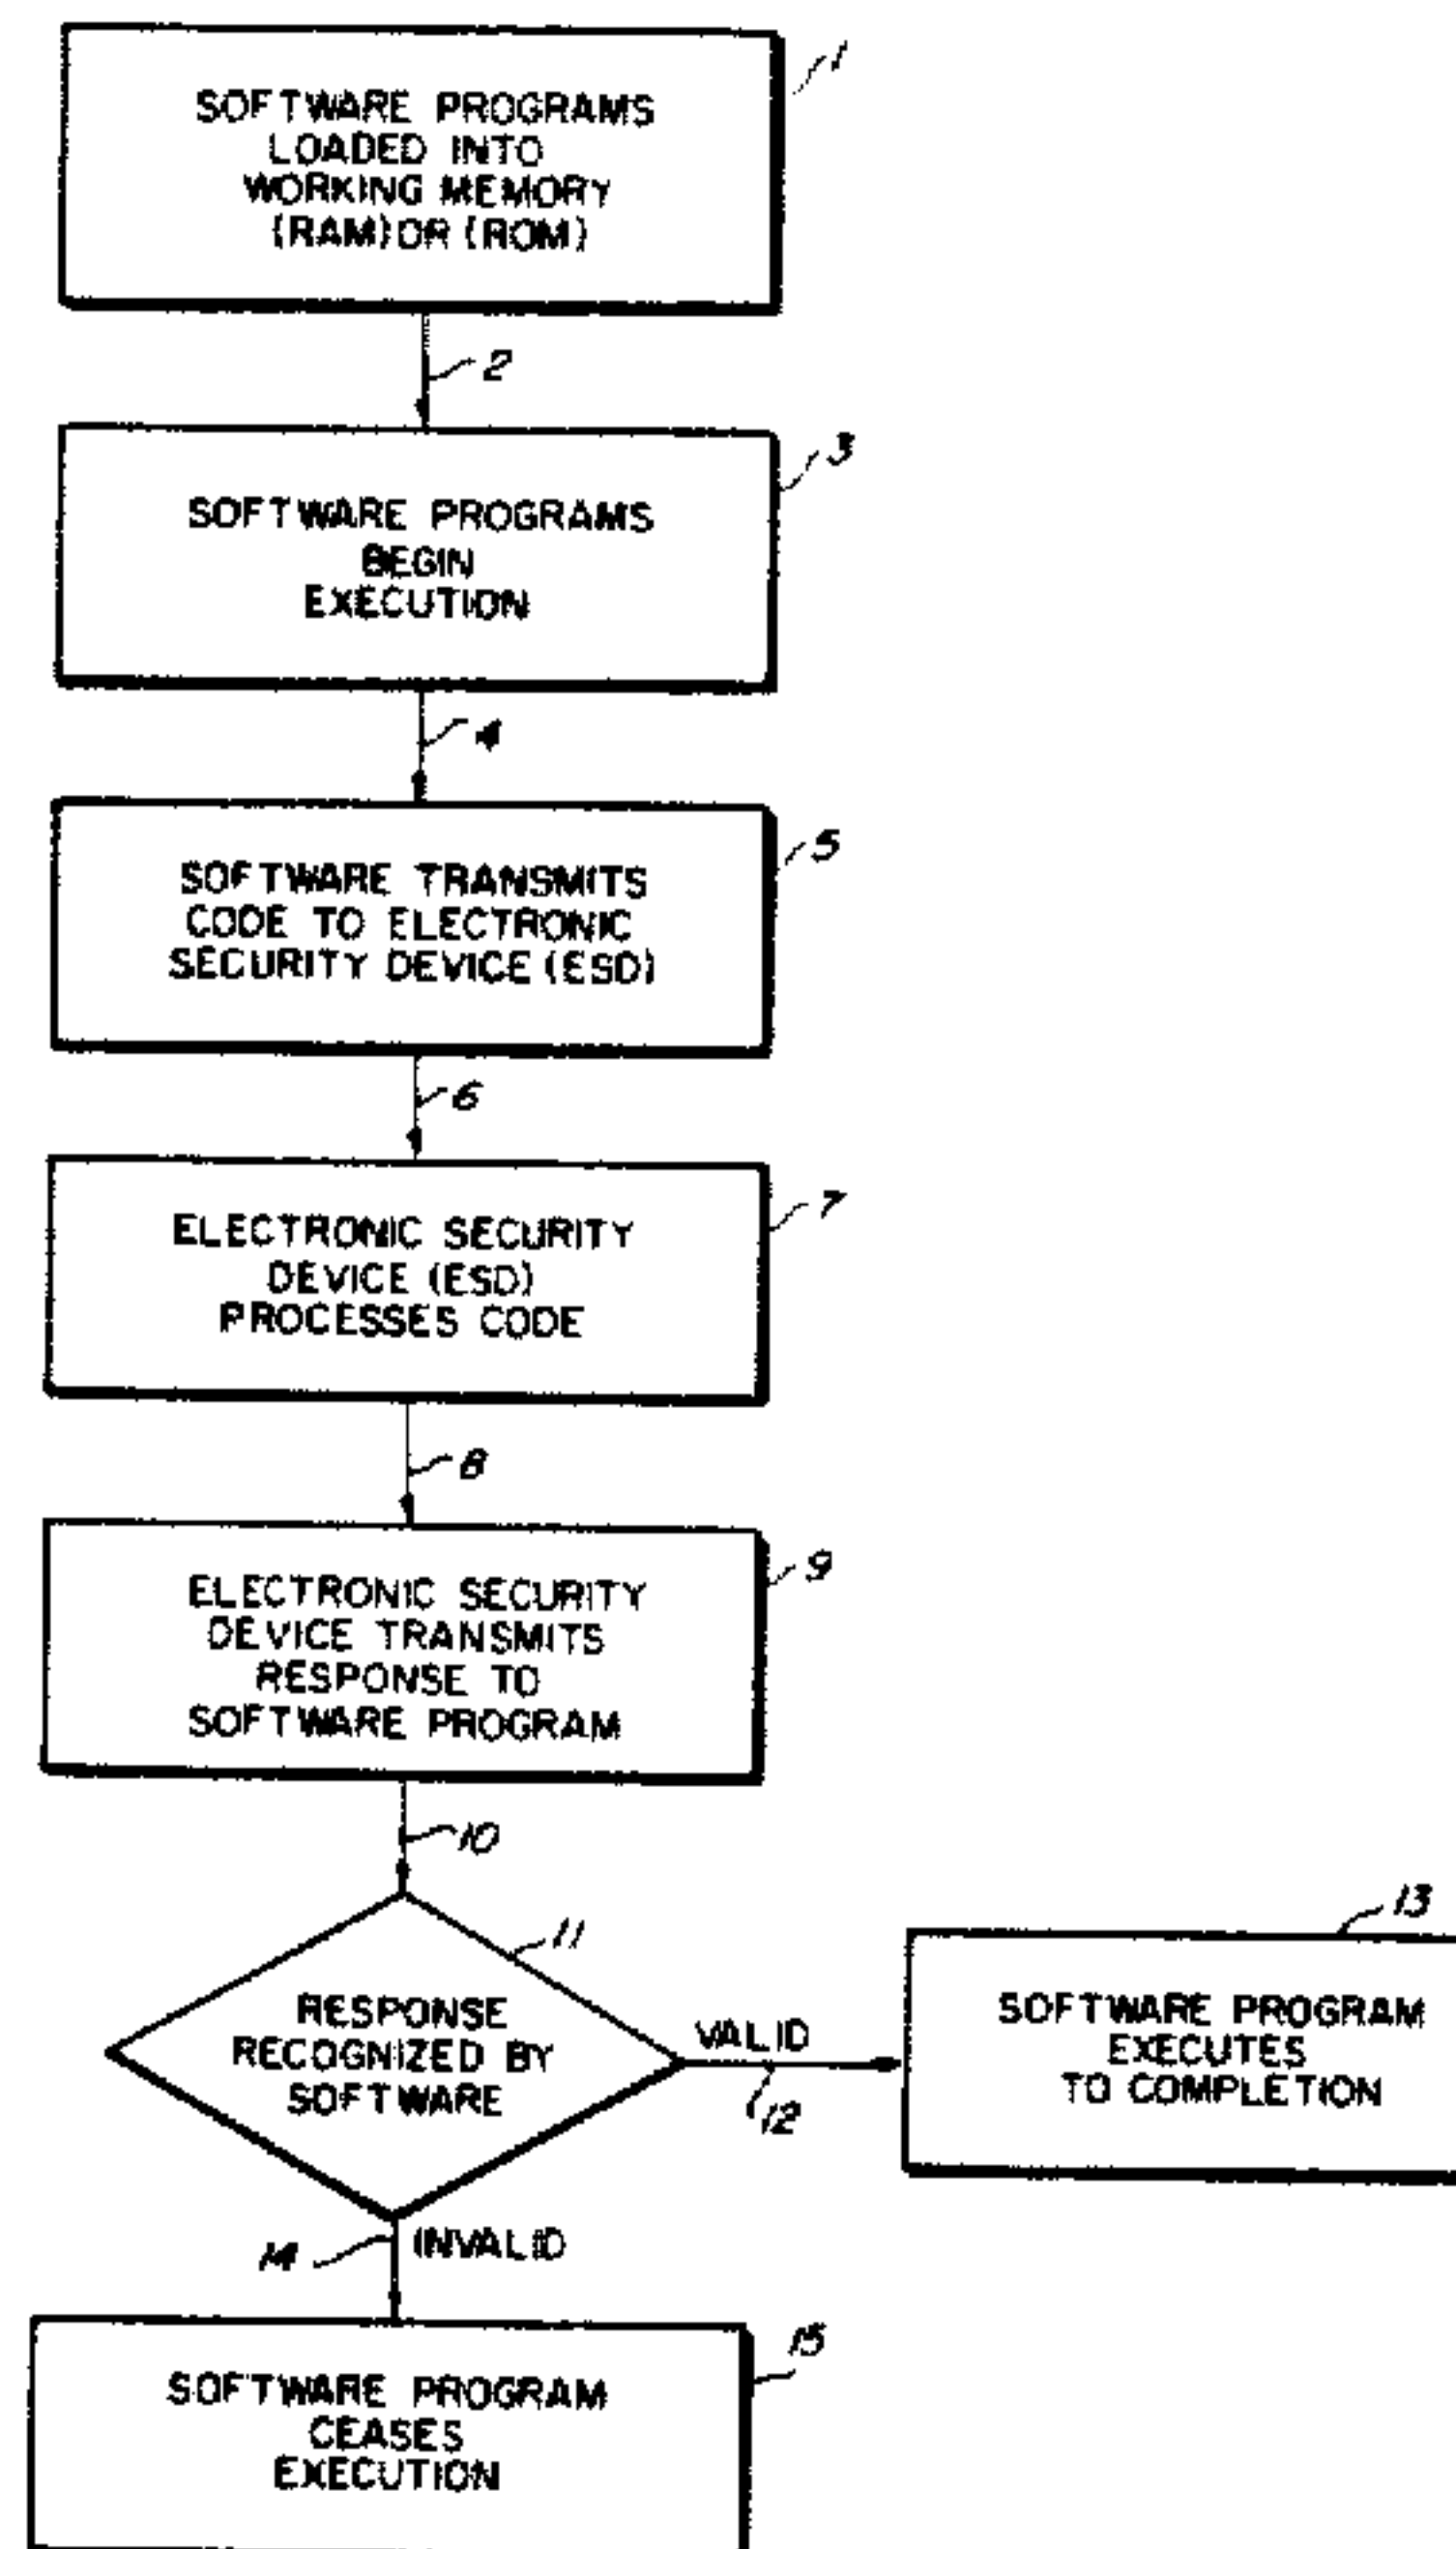 SOFTWARE PROGRAMS
LOADED INTO
WORKING MEMORY
(RAM) OR (ROM)
1
2
SOFTWARE PROGRAMS
BEGIN
EXECUTION
3
4
SOFTWARE TRANSMITS
CODE TO ELECTRONIC
SECURITY DEVICE (ESD)
5
6
ELECTRONIC SECURITY
DEVICE (ESD)
PROCESSES CODE
7
8
ELECTRONIC SECURITY
DEVICE TRANSMITS
RESPONSE TO
SOFTWARE PROGRAM
9
10
RESPONSE
RECOGNIZED BY
SOFTWARE
11
VALID
12
SOFTWARE PROGRAM
EXECUTES
TO COMPLETION
13
14
INVALID
SOFTWARE PROGRAM
CEASES
EXECUTION
15